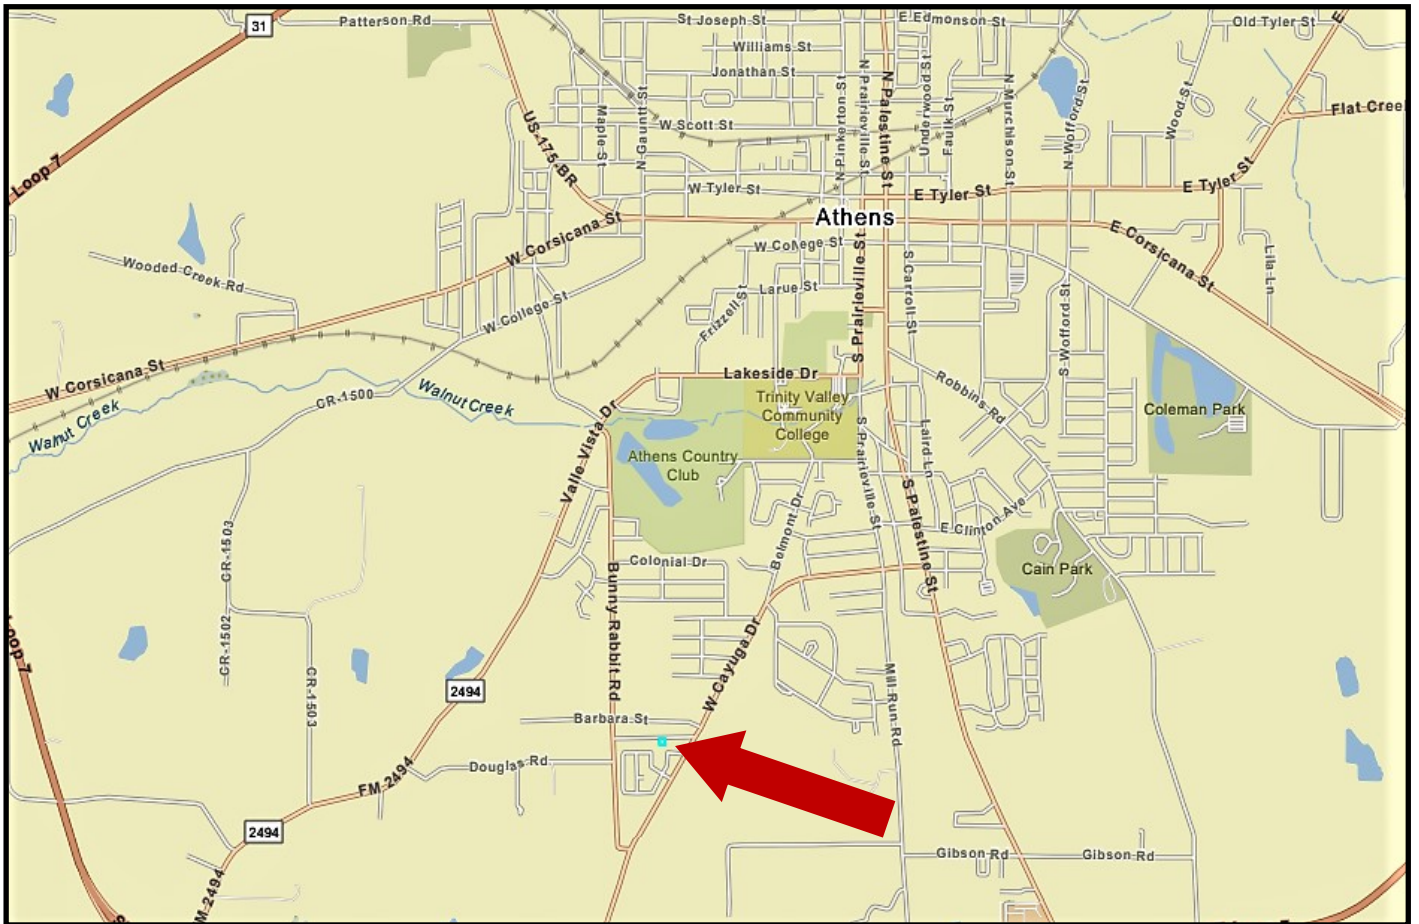 31
Patterson Rd
St Joseph St
E Edmonson St
Old Tyler St
E
Williams St
Jonathan St
N Pinkerton St
N Prairieville St
N Palestine St
Underwood St
Faulk St
N Murchison St
N Wofford St
Wood St
Flat Creek
US-175-BR
Maple St
N Gauntt St
W Scott St
Loop 7
W Tyler St
E Tyler St
E Tyler St
Athens
W Corsicana St
W College St
E Corsicana St
Wooded Creek Rd
Lila Ln
Larue St
Frizzell St
S Prairieville St
S Carroll St
S Wofford St
W College St
W Corsicana St
Lakeside Dr
Robbins Rd
Walnut Creek
CR-1500
Walnut Creek
Trinity Valley
Community
College
Coleman Park
Valle Vista Dr
Athens Country
Club
S Prairieville St
Laird Ln
S Palestine St
Belmont Dr
E Clinton Ave
CR-1503
Colonial Dr
Cain Park
Bunny Rabbit Rd
Loop 7
CR-1502
CR-1503
2494
W Cayuga Dr
Mill Run Rd
Barbara St
Douglas Rd
FM 2494
2494
Gibson Rd
Gibson Rd
M 2494